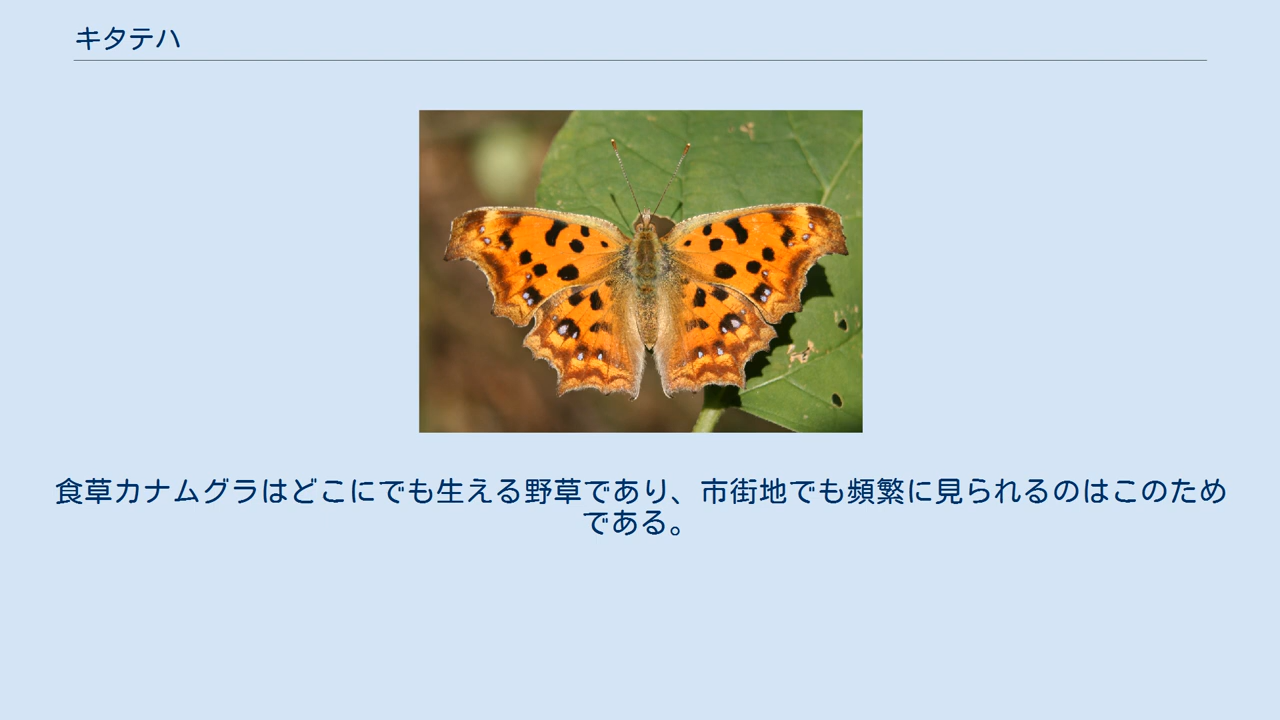 キタテハ
食草カナムグラはどこにでも生える野草であり、市街地でも頻繁に見られるのはこのため
である。